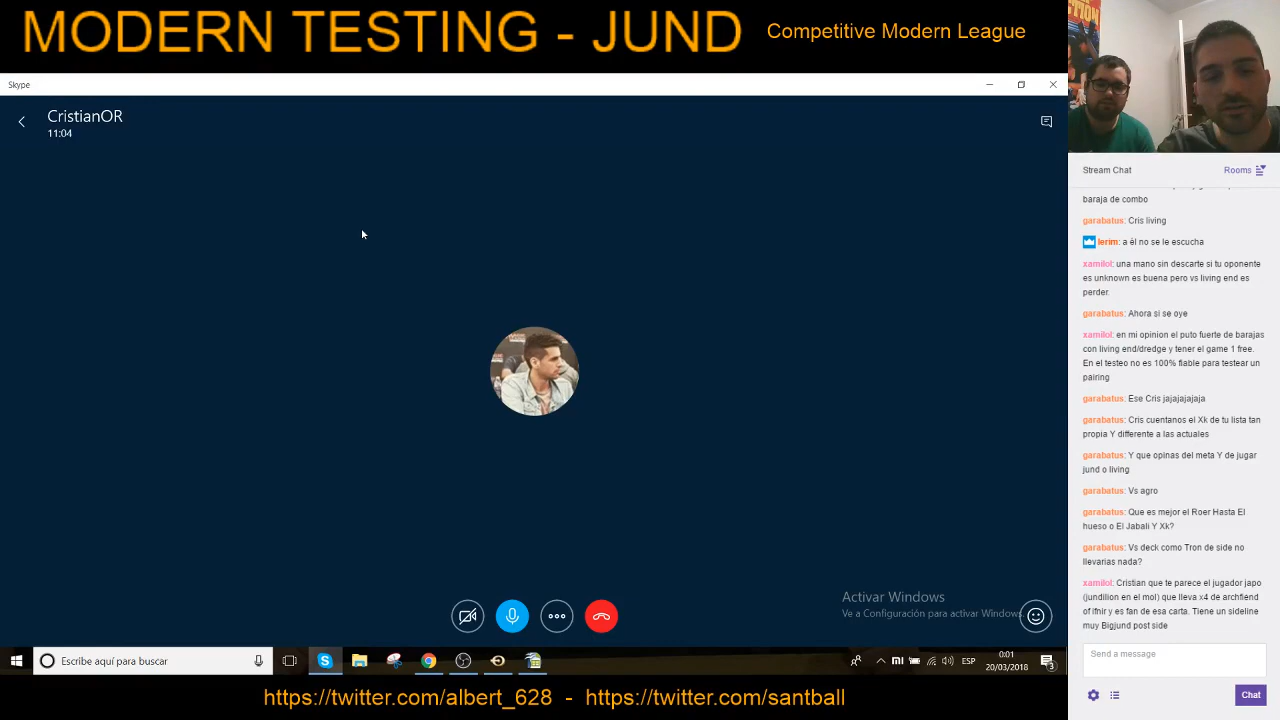 MODERN TESTING - JUND
Competitive Modern League
Skype
CristianOR
11:04
Stream Chat
Rooms
baraja de combo
garabatus: Cris living
lerim: a él no se le escucha
xamilol: una mano sin descarte si tu oponente
es unknown es buena pero vs living end es
perder.
garabatus: Ahora si se oye
xamilol: en mi opinion el puto fuerte de barajas
con living end/dredge y tener el game 1 free.
En el testeo no es 100% fiable para testear un
pairing
garabatus: Ese Cris jajajajajaja
garabatus: Cris cuentanos el Xk de tu lista tan
propia Y differente a las actuales
garabatus: Y que opinas del meta Y de jugar
jund o living
garabatus: Vs agro
garabatus: Que es mejor el Roer Hasta El
hueso o El Jabali Y Xk?
garabatus: Vs deck como Tron de side no
llevarias nada?
xamilol: Cristian que te parece el jugador japo
(jundilion en el mol) que lleva x4 de archfiend
of ifnir y es fan de esa carta. Tiene un sideline
muy Bigjund post side
Send a message
Chat
Activar Windows
Ve a Configuración para activar Windows
Escribe aquí para buscar
ESP
0:01
20/03/2018
3
https://twitter.com/albert_628 - https://twitter.com/santball